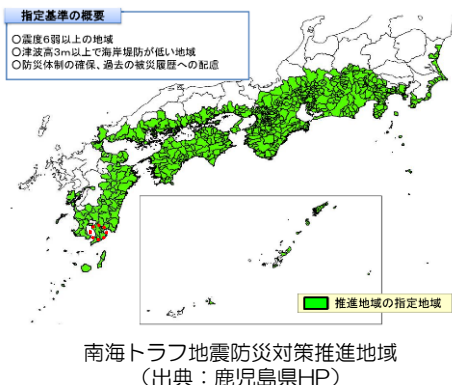 指定基準の概要
○震度6弱以上の地域
○津波高3m以上で海岸堤防が低い地域
○防災体制の確保、過去の被災履歴への配慮
推進地域の指定地域
南海トラフ地震防災対策推進地域
（出典：鹿児島県HP）